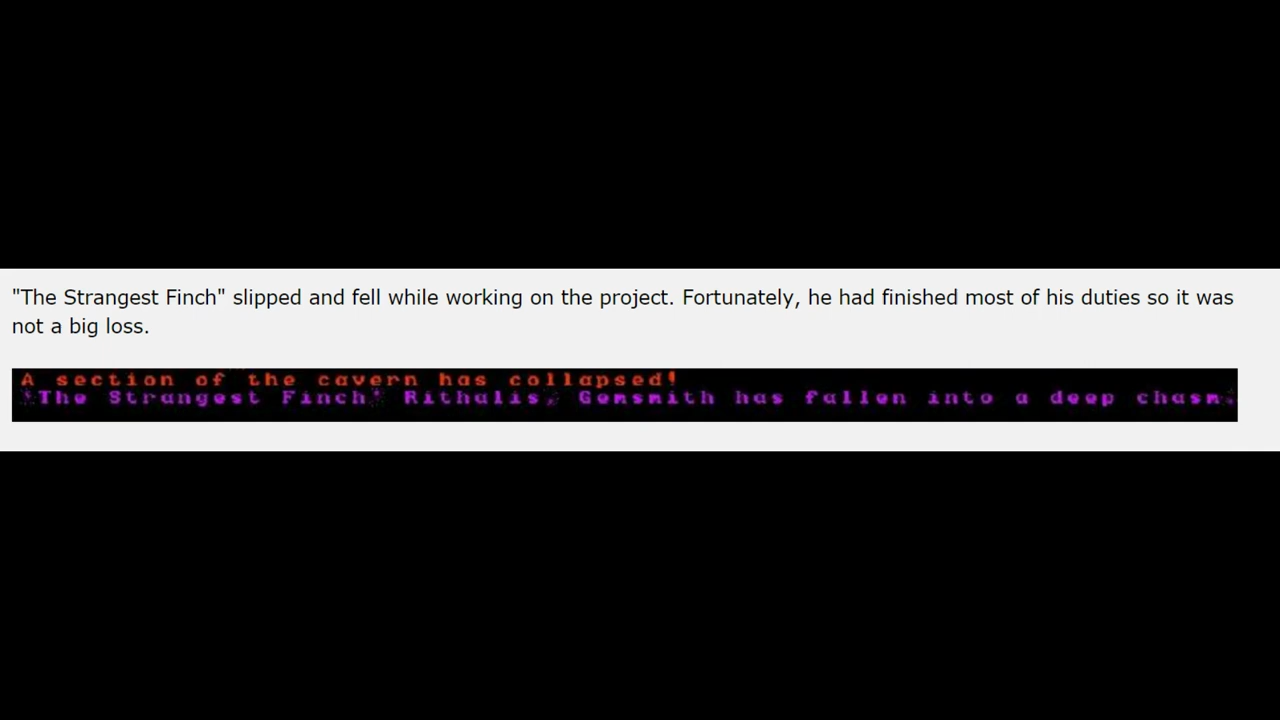 "The Strangest Finch" slipped and fell while working on the project. Fortunately, he had finished most of his duties so it was
not a big loss.
A section of the cavern has collapsed!
"The Strangest Finch" Rithalis, Gemsmith has fallen into a deep chasm.